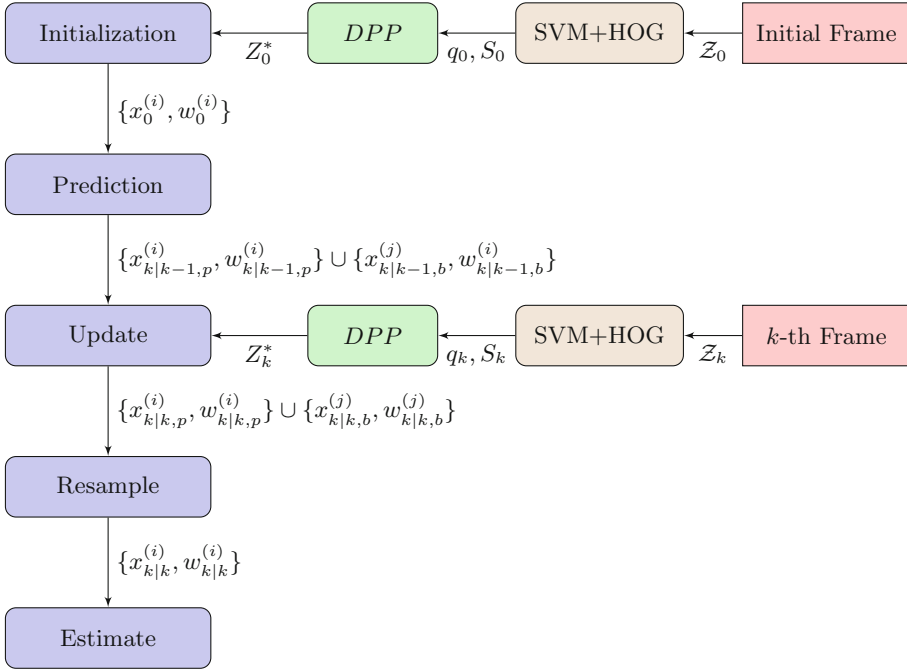 Initialization
DPP
SVM+HOG
Initial Frame
Z_0^*
q_0, S_0
𝒵_0
{x_0^{(i)}, w_0^{(i)}}
Prediction
{x_{k|k-1,p}^{(i)}, w_{k|k-1,p}^{(i)}} ∪ {x_{k|k-1,b}^{(j)}, w_{k|k-1,b}^{(i)}}
Update
DPP
SVM+HOG
k-th Frame
Z_k^*
q_k, S_k
𝒵_k
{x_{k|k,p}^{(i)}, w_{k|k,p}^{(i)}} ∪ {x_{k|k,b}^{(j)}, w_{k|k,b}^{(j)}}
Resample
{x_{k|k}^{(i)}, w_{k|k}^{(i)}}
Estimate